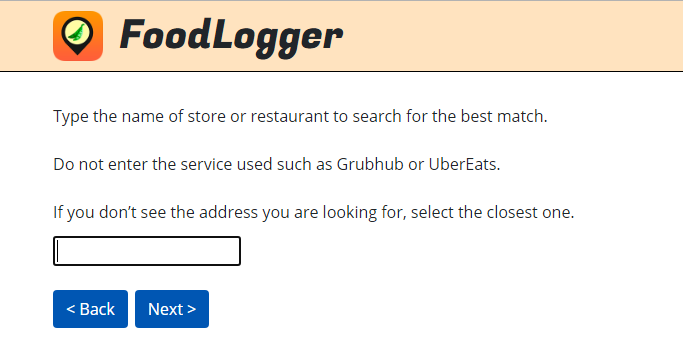 FoodLogger
Type the name of store or restaurant to search for the best match.
Do not enter the service used such as Grubhub or UberEats.
If you don’t see the address you are looking for, select the closest one.
< Back
Next >